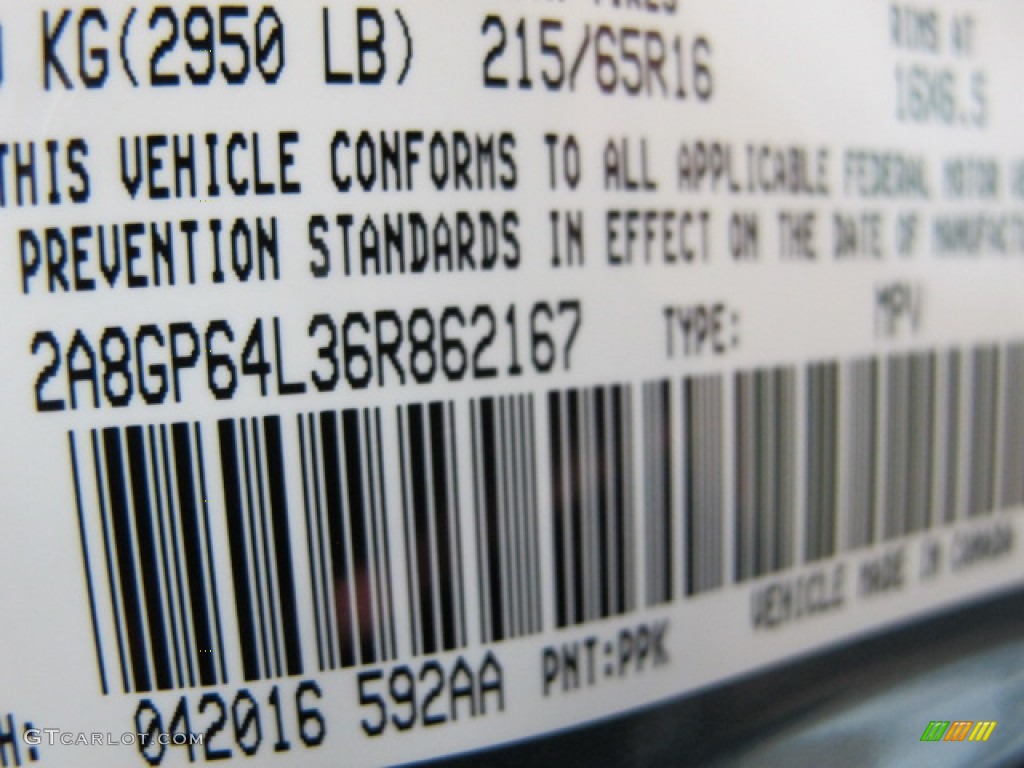 KG(2950 LB) 215/65R16 RIMS AT
16X6.5
THIS VEHICLE CONFORMS TO ALL APPLICABLE FEDERAL MOTOR
PREVENTION STANDARDS IN EFFECT ON THE DATE OF
2A8GP64L36R862167 TYPE: MPV
VEHICLE MADE IN CANADA
H: 042016 592AA PNT:PPK
GTCARLOT.COM